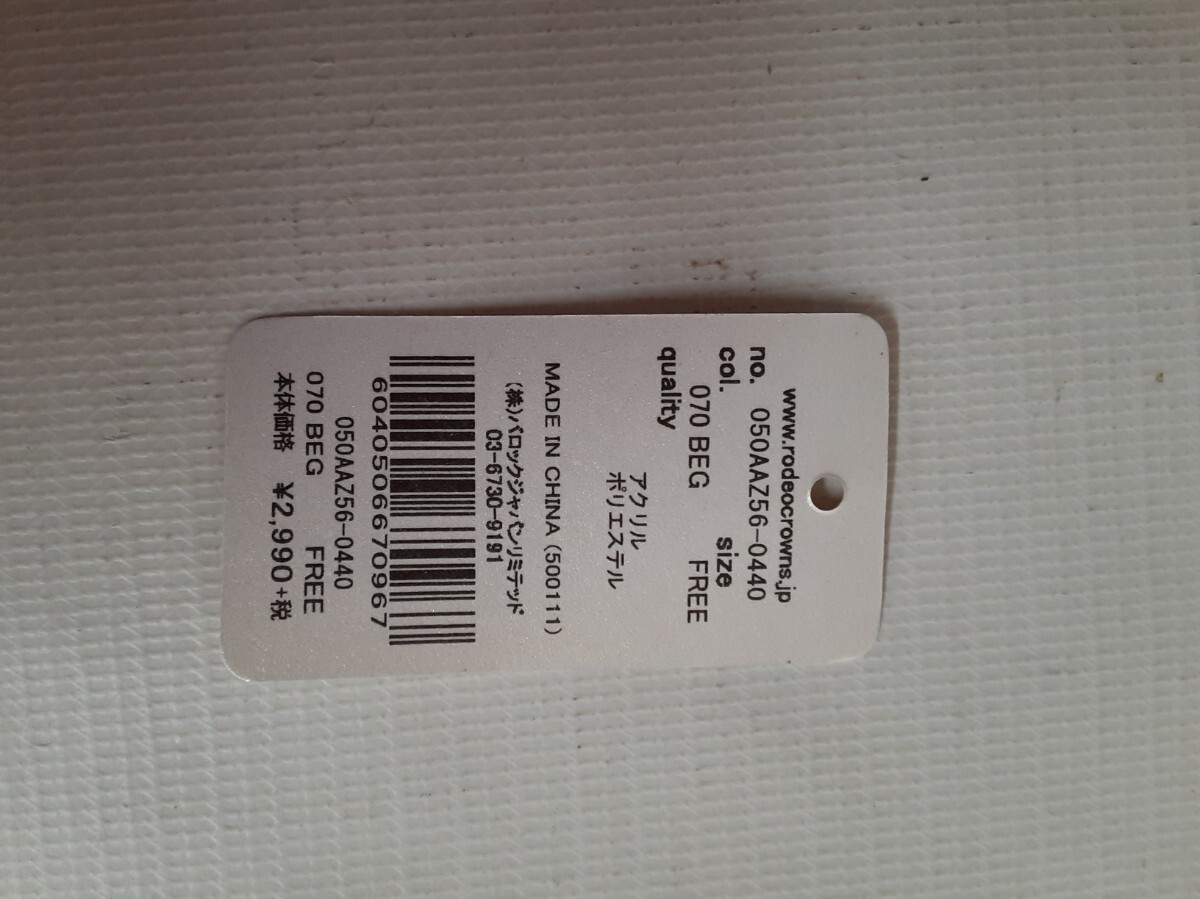 www.rodeocrowns.jp
no. 050AAZ56-0440
col. size
070 BEG FREE
quality
アクリル
ポリエステル
MADE IN CHINA (500111)
(株)バロックジャパンリミテッド
03-6730-9191
6040506670967
050AAZ56-0440
070 BEG FREE
本体価格 ¥2,990+税